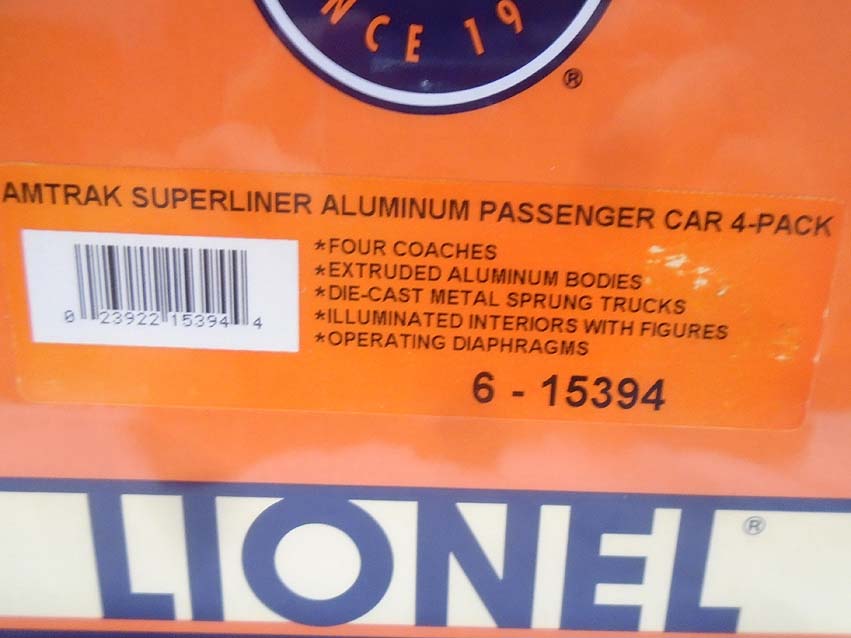 NCE 19
®
AMTRAK SUPERLINER ALUMINUM PASSENGER CAR 4-PACK
*FOUR COACHES
*EXTRUDED ALUMINUM BODIES
*DIE-CAST METAL SPRUNG TRUCKS
*ILLUMINATED INTERIORS WITH FIGURES
*OPERATING DIAPHRAGMS
0 23922 15394 4
6 - 15394
LIONEL®